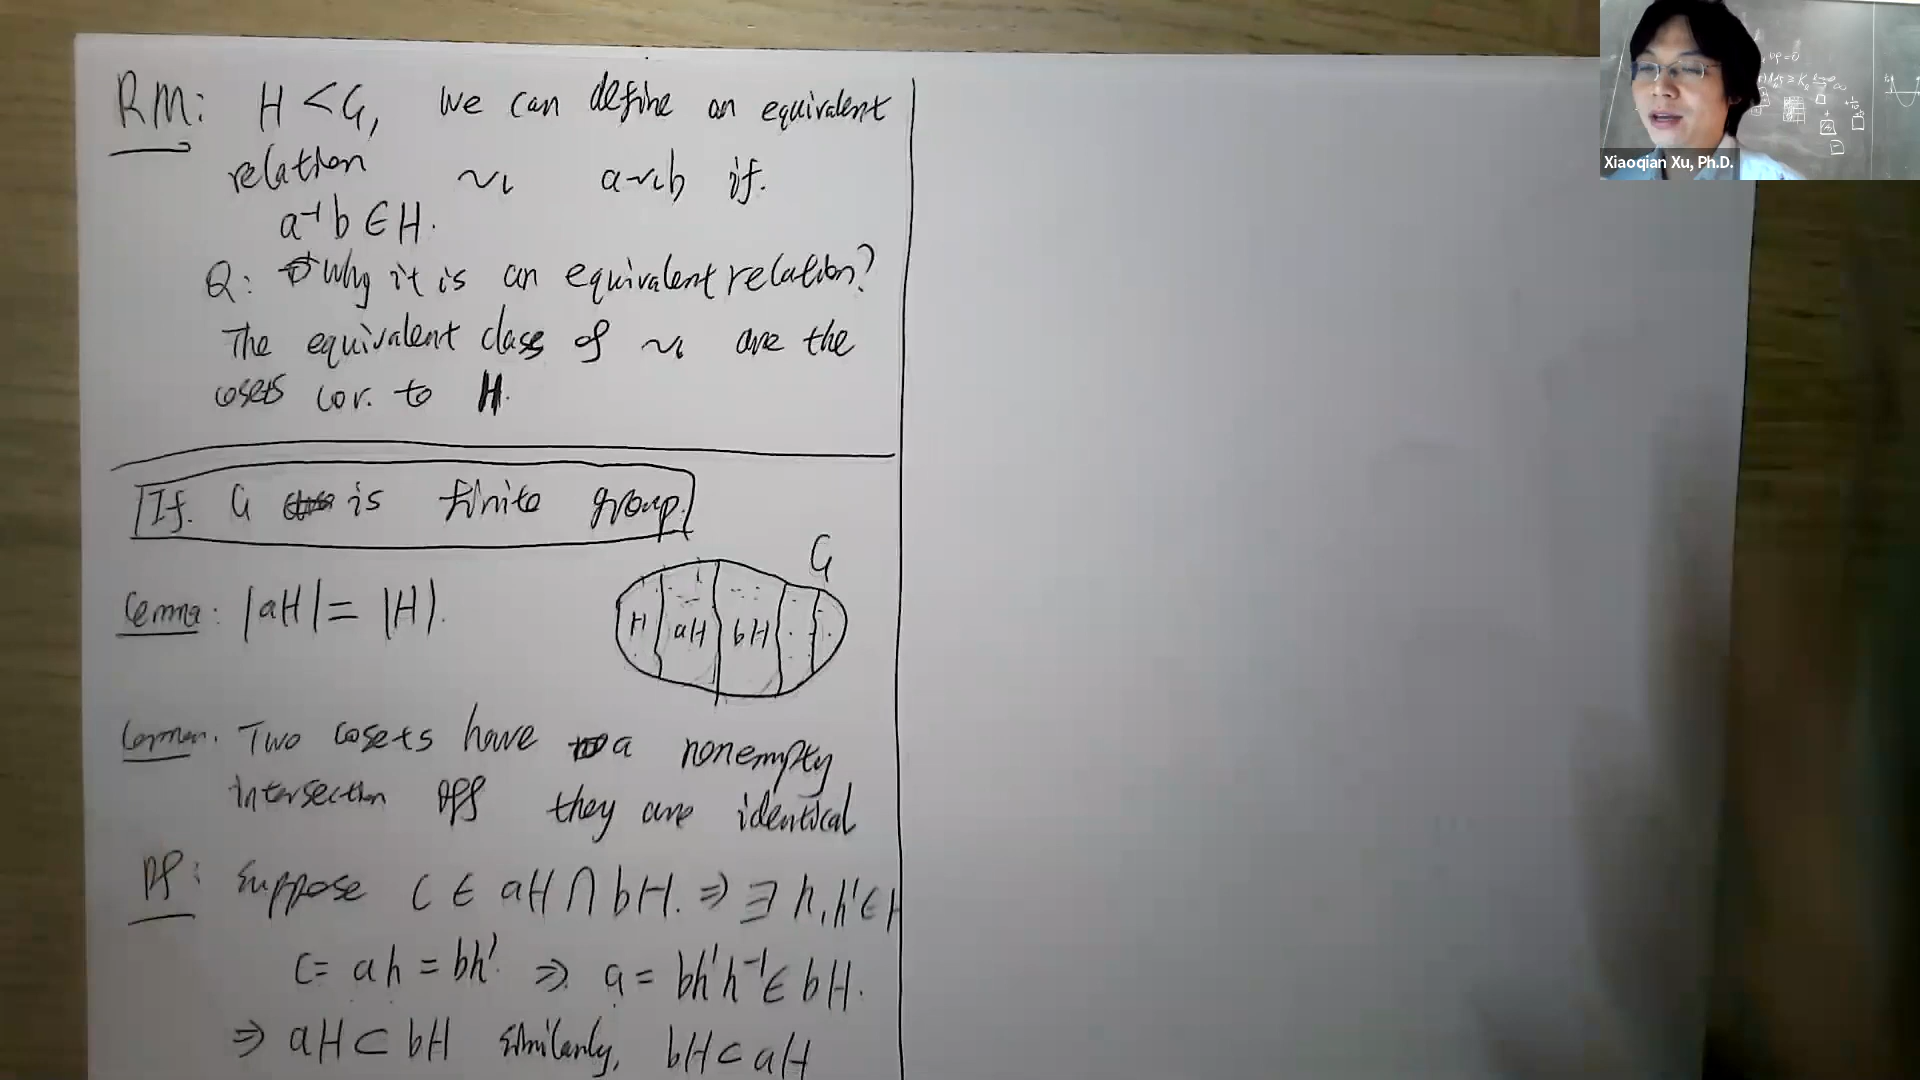 RM: H < G, we can define an equivalent
relation ~L a ~L b if.
a⁻¹b ∈ H.
Q: Why it is an equivalent relation?
The equivalent class of ~L are the
cosets cor. to H.
If. G is finite group.
G
Lemma: |aH| = |H|.
H aH bH . .
Lemma. Two cosets have a nonempty
intersection iff they are identical
Pf: Suppose C ∈ aH ∩ bH. ⇒ ∃ h, h' ∈ H
C = ah = bh' ⇒ a = bh'h⁻¹ ∈ bH.
⇒ aH ⊂ bH Similarly, bH ⊂ aH
Xiaoqian Xu, Ph.D.